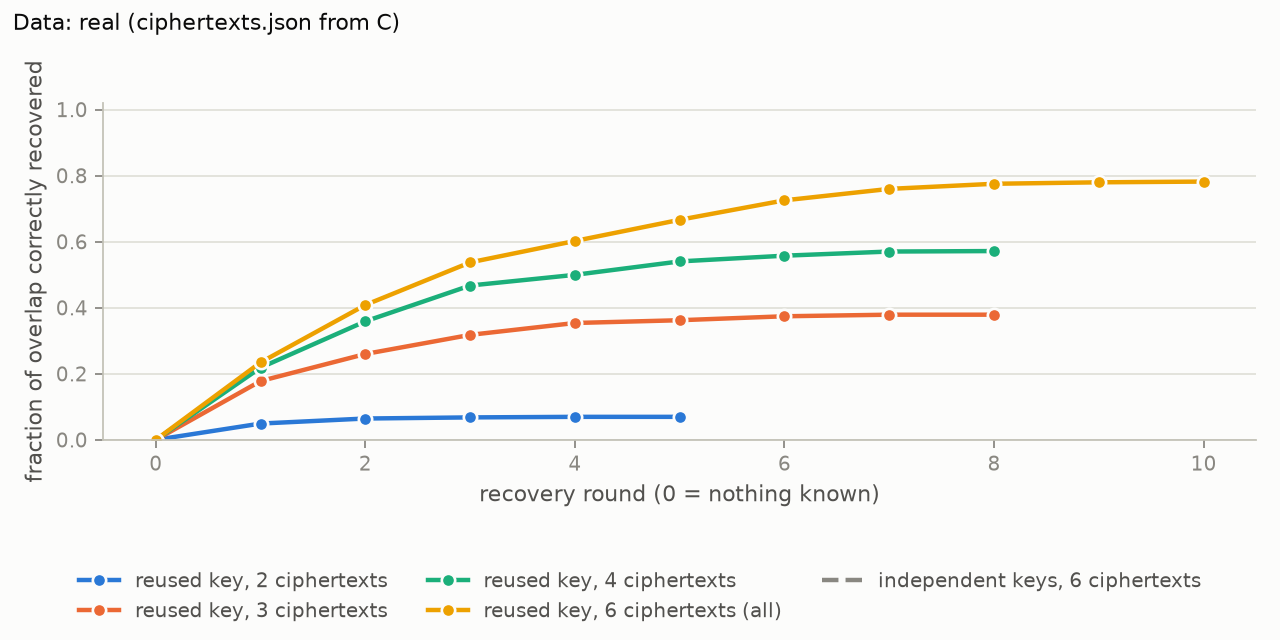 Data: real (ciphertexts.json from C)
fraction of overlap correctly recovered
1.0
0.8
0.6
0.4
0.2
0.0
0 2 4 6 8 10
recovery round (0 = nothing known)
reused key, 2 ciphertexts
reused key, 3 ciphertexts
reused key, 4 ciphertexts
reused key, 6 ciphertexts (all)
independent keys, 6 ciphertexts